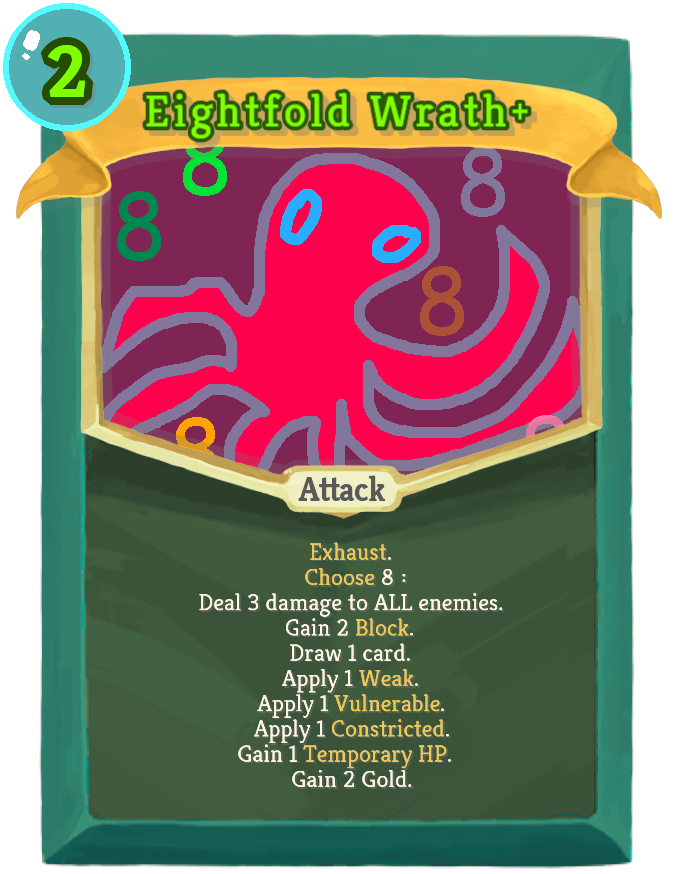 2
Eightfold Wrath+
8
8
8
8
8
8
Attack
Exhaust.
Choose 8 :
Deal 3 damage to ALL enemies.
Gain 2 Block.
Draw 1 card.
Apply 1 Weak.
Apply 1 Vulnerable.
Apply 1 Constricted.
Gain 1 Temporary HP.
Gain 2 Gold.